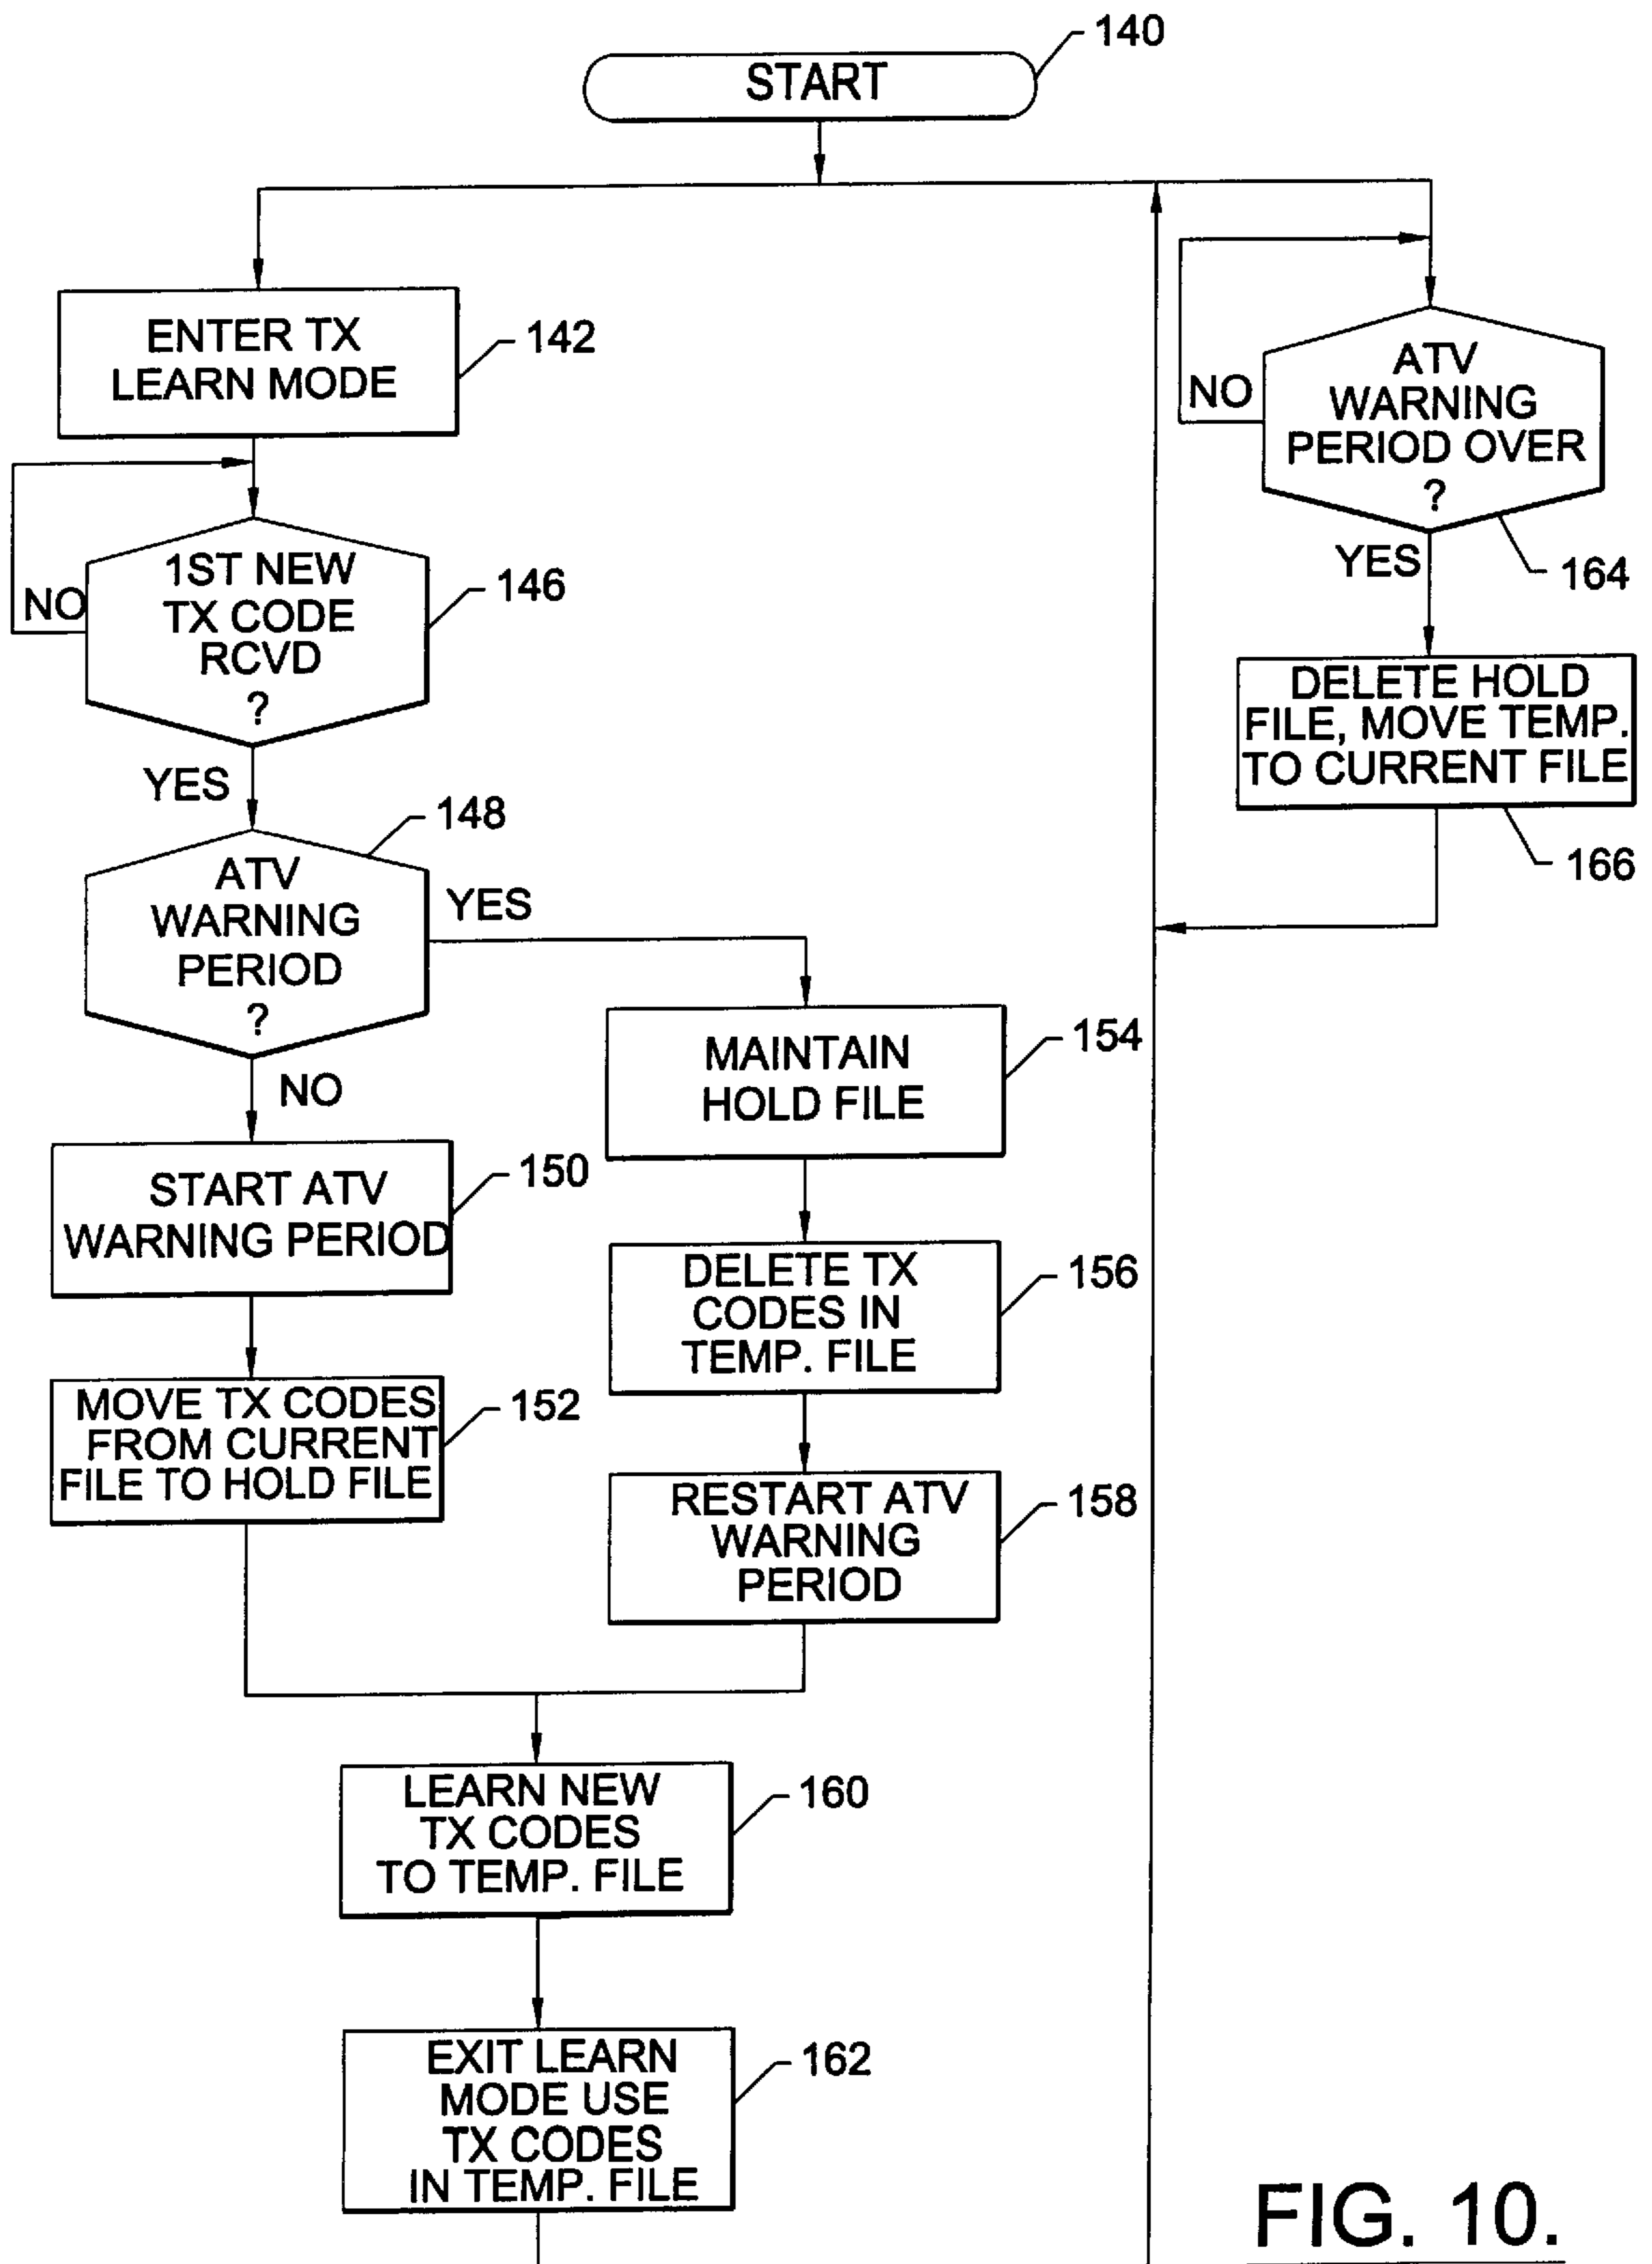 140
START
ENTER TX
LEARN MODE
142
NO
1ST NEW
TX CODE
RCVD
?
146
YES
148
ATV
WARNING
PERIOD
?
YES
NO
START ATV
WARNING PERIOD
150
MOVE TX CODES
FROM CURRENT
FILE TO HOLD FILE
152
MAINTAIN
HOLD FILE
154
DELETE TX
CODES IN
TEMP. FILE
156
RESTART ATV
WARNING
PERIOD
158
LEARN NEW
TX CODES
TO TEMP. FILE
160
EXIT LEARN
MODE USE
TX CODES
IN TEMP. FILE
162
NO
ATV
WARNING
PERIOD OVER
?
164
YES
DELETE HOLD
FILE, MOVE TEMP.
TO CURRENT FILE
166
FIG. 10.